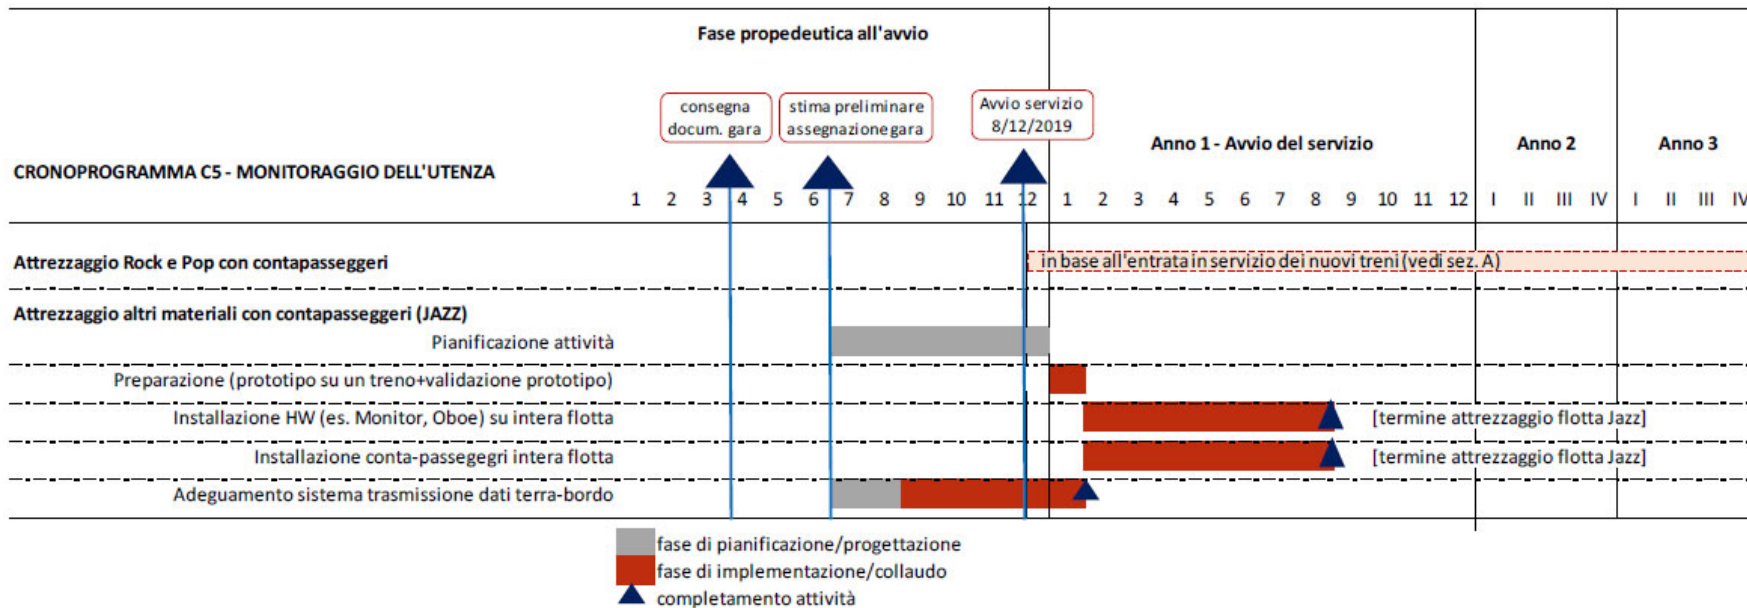 Fase propedeutica all'avvio
consegna
docum. gara
stima preliminare
assegnazione gara
Avvio servizio
8/12/2019
Anno 1 - Avvio del servizio
Anno 2
Anno 3
CRONOPROGRAMMA C5 - MONITORAGGIO DELL'UTENZA
1 2 3 4 5 6 7 8 9 10 11 12 1 2 3 4 5 6 7 8 9 10 11 12 I II III IV I II III IV
Attrezzaggio Rock e Pop con contapasseggeri
in base all'entrata in servizio dei nuovi treni (vedi sez. A)
Attrezzaggio altri materiali con contapasseggeri (JAZZ)
Pianificazione attività
Preparazione (prototipo su un treno+validazione prototipo)
Installazione HW (es. Monitor, Oboe) su intera flotta
[termine attrezzaggio flotta Jazz]
Installazione conta-passegegri intera flotta
[termine attrezzaggio flotta Jazz]
Adeguamento sistema trasmissione dati terra-bordo
fase di pianificazione/progettazione
fase di implementazione/collaudo
completamento attività